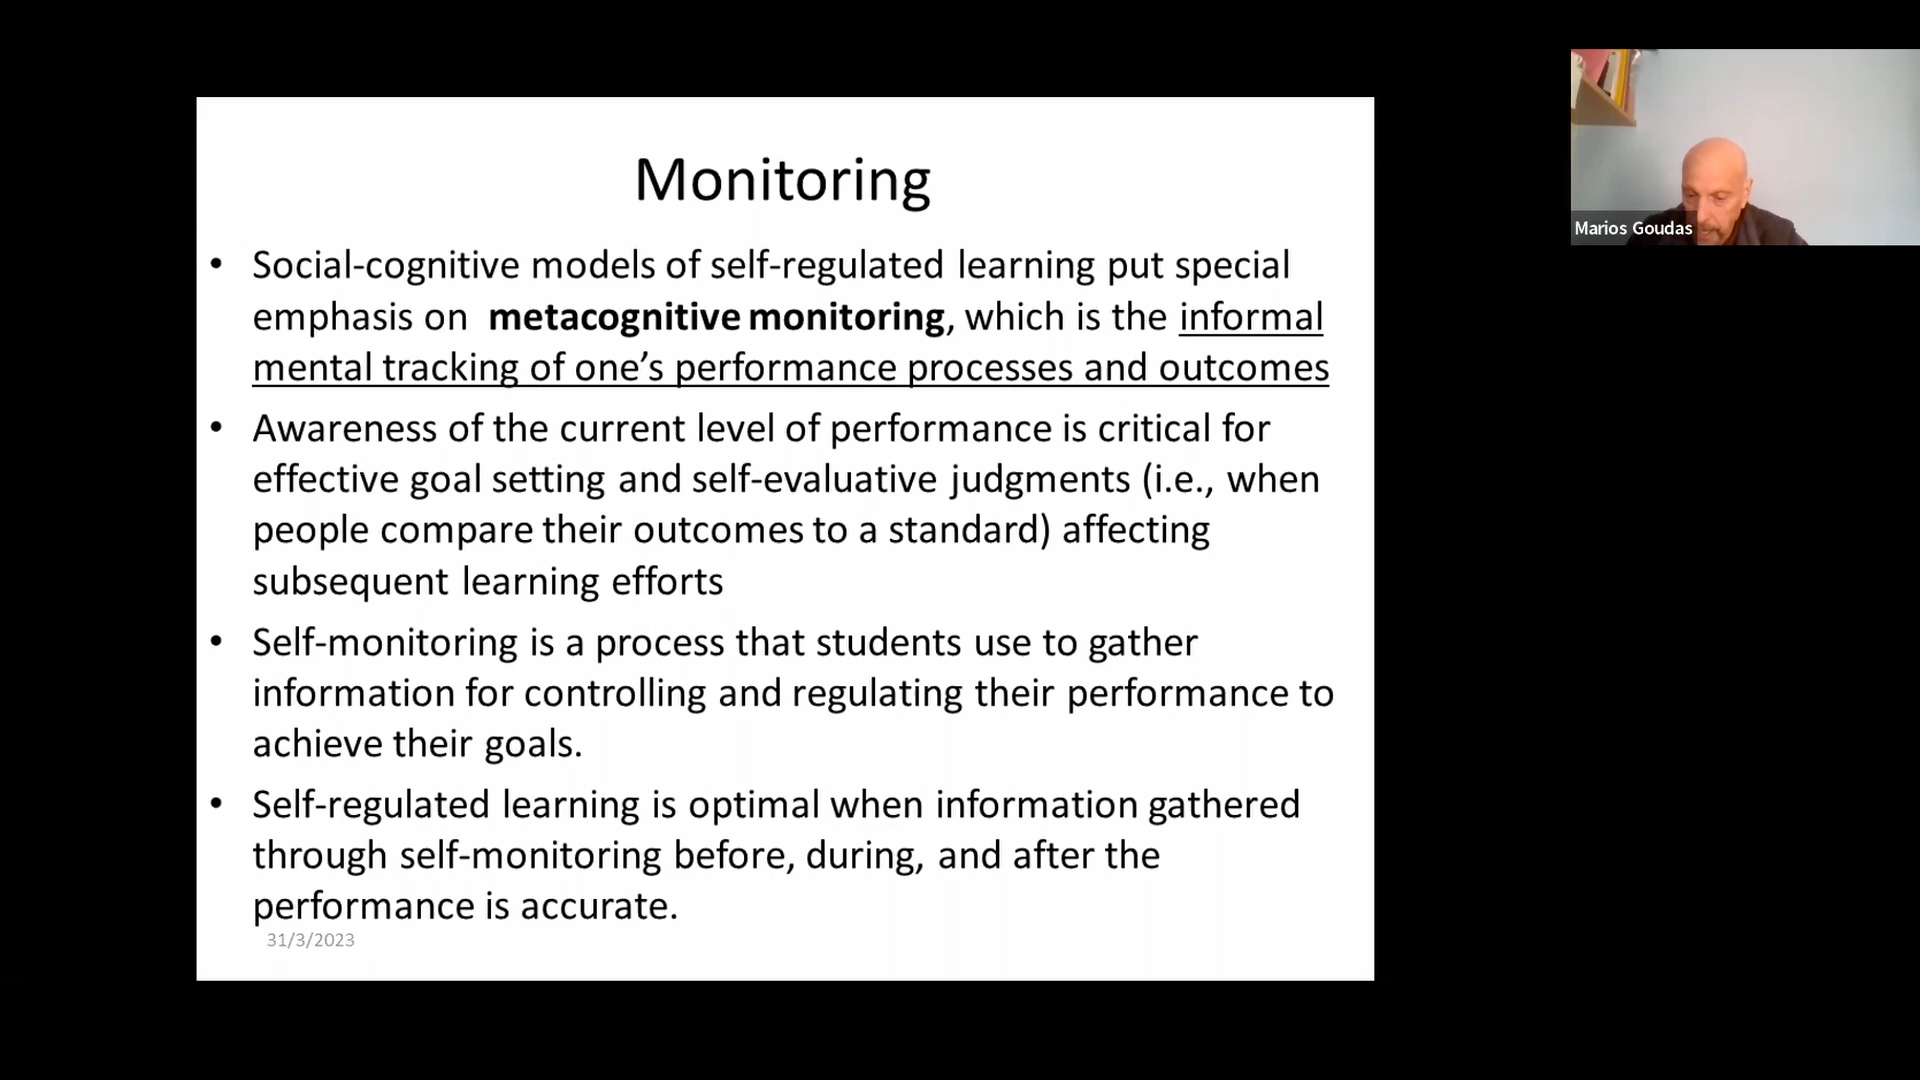 Monitoring
• Social-cognitive models of self-regulated learning put special
emphasis on metacognitive monitoring, which is the informal
mental tracking of one’s performance processes and outcomes
• Awareness of the current level of performance is critical for
effective goal setting and self-evaluative judgments (i.e., when
people compare their outcomes to a standard) affecting
subsequent learning efforts
• Self-monitoring is a process that students use to gather
information for controlling and regulating their performance to
achieve their goals.
• Self-regulated learning is optimal when information gathered
through self-monitoring before, during, and after the
performance is accurate.
31/3/2023
Marios Goudas